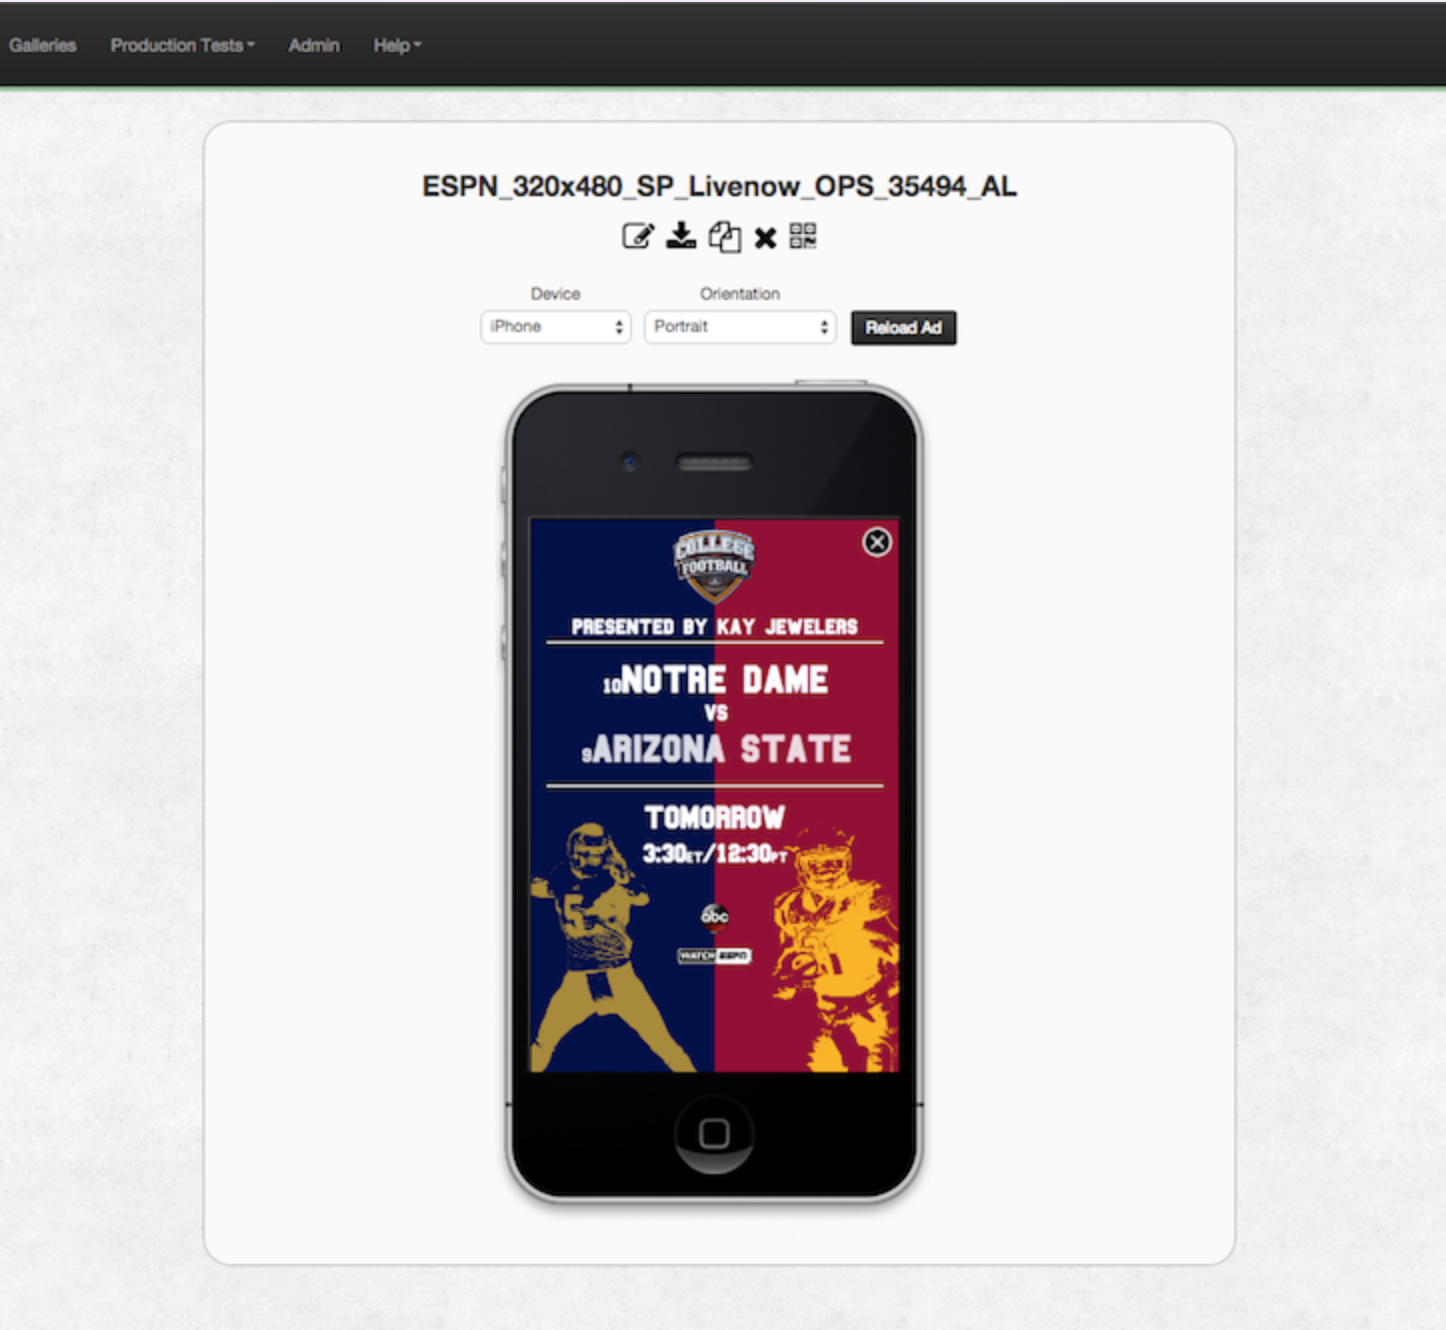 Galleries Production Tests Admin Help
ESPN_320x480_SP_Livenow_OPS_35494_AL
Device Orientation
iPhone Portrait Reload Ad
COLLEGE
FOOTBALL
PRESENTED BY KAY JEWELERS
10NOTRE DAME
VS
9ARIZONA STATE
TOMORROW
3:30ET/12:30PT
5
abc
WATCH ESPN